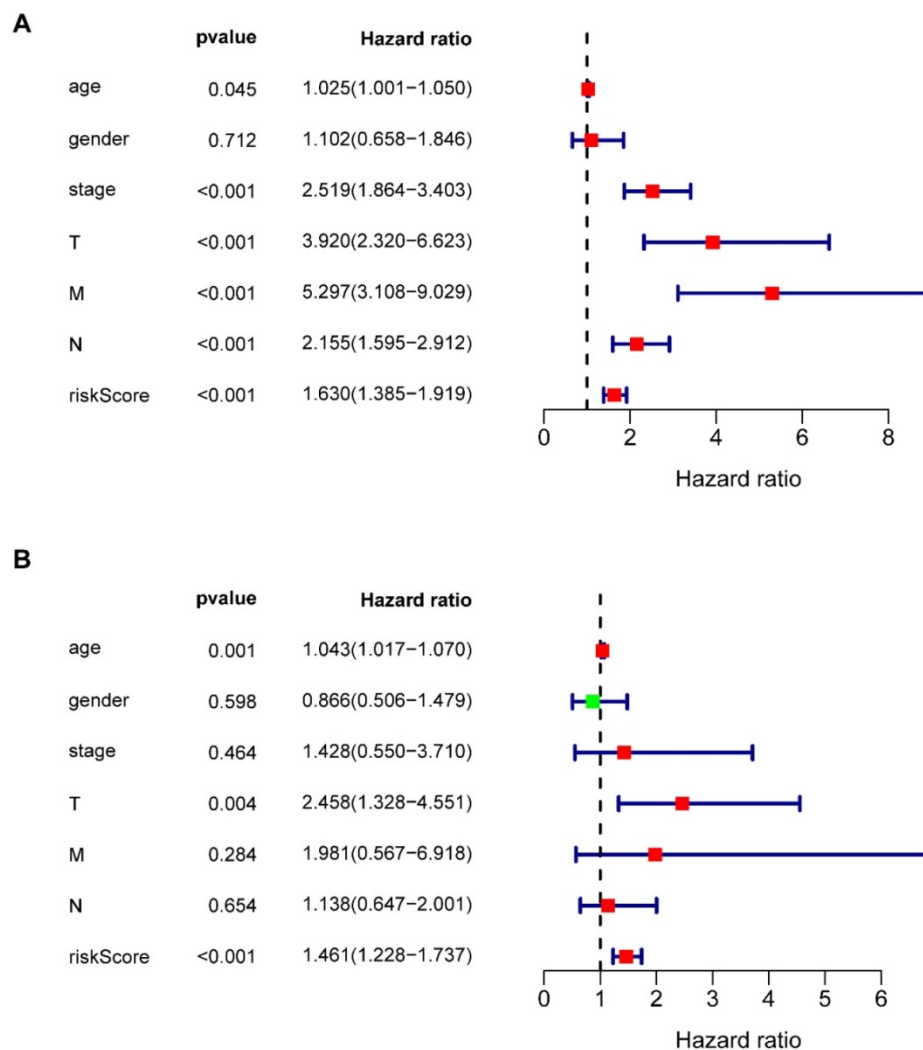 A
pvalue Hazard ratio
age 0.045 1.025(1.001−1.050)
gender 0.712 1.102(0.658−1.846)
stage <0.001 2.519(1.864−3.403)
T <0.001 3.920(2.320−6.623)
M <0.001 5.297(3.108−9.029)
N <0.001 2.155(1.595−2.912)
riskScore <0.001 1.630(1.385−1.919)
0 2 4 6 8
Hazard ratio
B
pvalue Hazard ratio
age 0.001 1.043(1.017−1.070)
gender 0.598 0.866(0.506−1.479)
stage 0.464 1.428(0.550−3.710)
T 0.004 2.458(1.328−4.551)
M 0.284 1.981(0.567−6.918)
N 0.654 1.138(0.647−2.001)
riskScore <0.001 1.461(1.228−1.737)
0 1 2 3 4 5 6
Hazard ratio